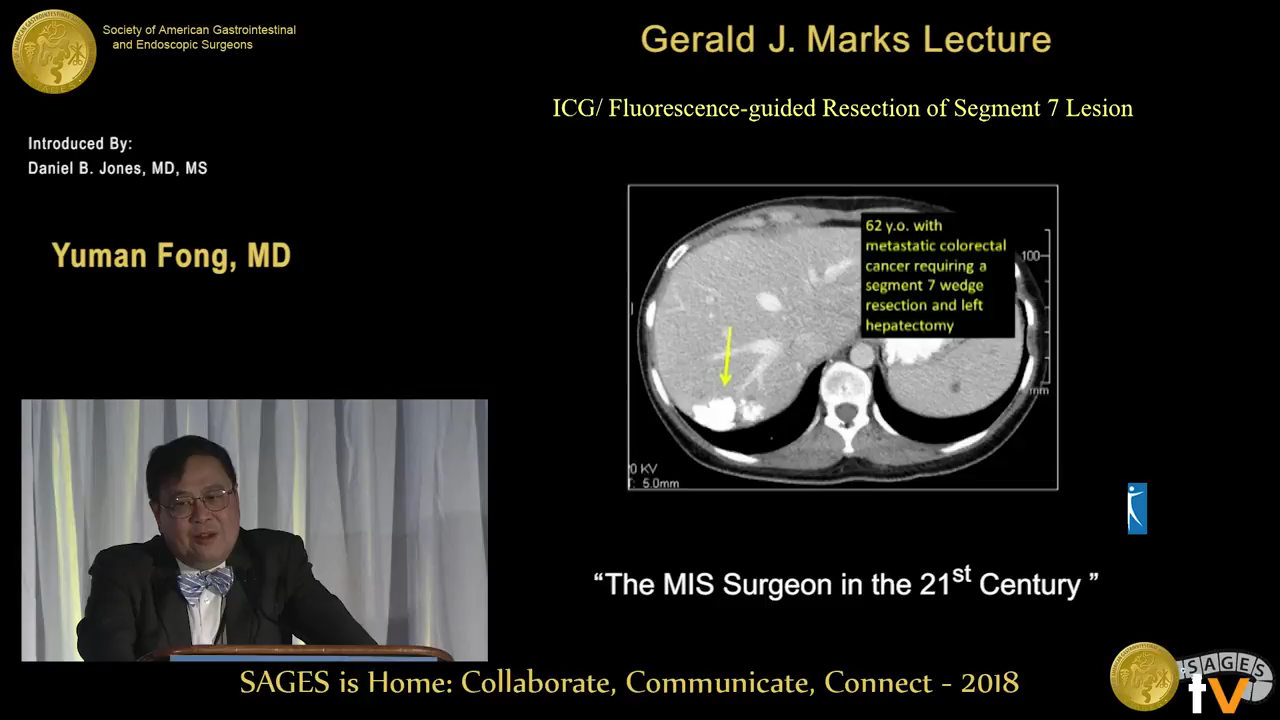 Society of American Gastrointestinal
and Endoscopic Surgeons
Gerald J. Marks Lecture
ICG/ Fluorescence-guided Resection of Segment 7 Lesion
Introduced By:
Daniel B. Jones, MD, MS
Yuman Fong, MD
62 y.o. with
metastatic colorectal
cancer requiring a
segment 7 wedge
resection and left
hepatectomy
100
mm
0 KV
: 5.0mm
“The MIS Surgeon in the 21st Century ”
SAGES is Home: Collaborate, Communicate, Connect - 2018
SAGES
tv